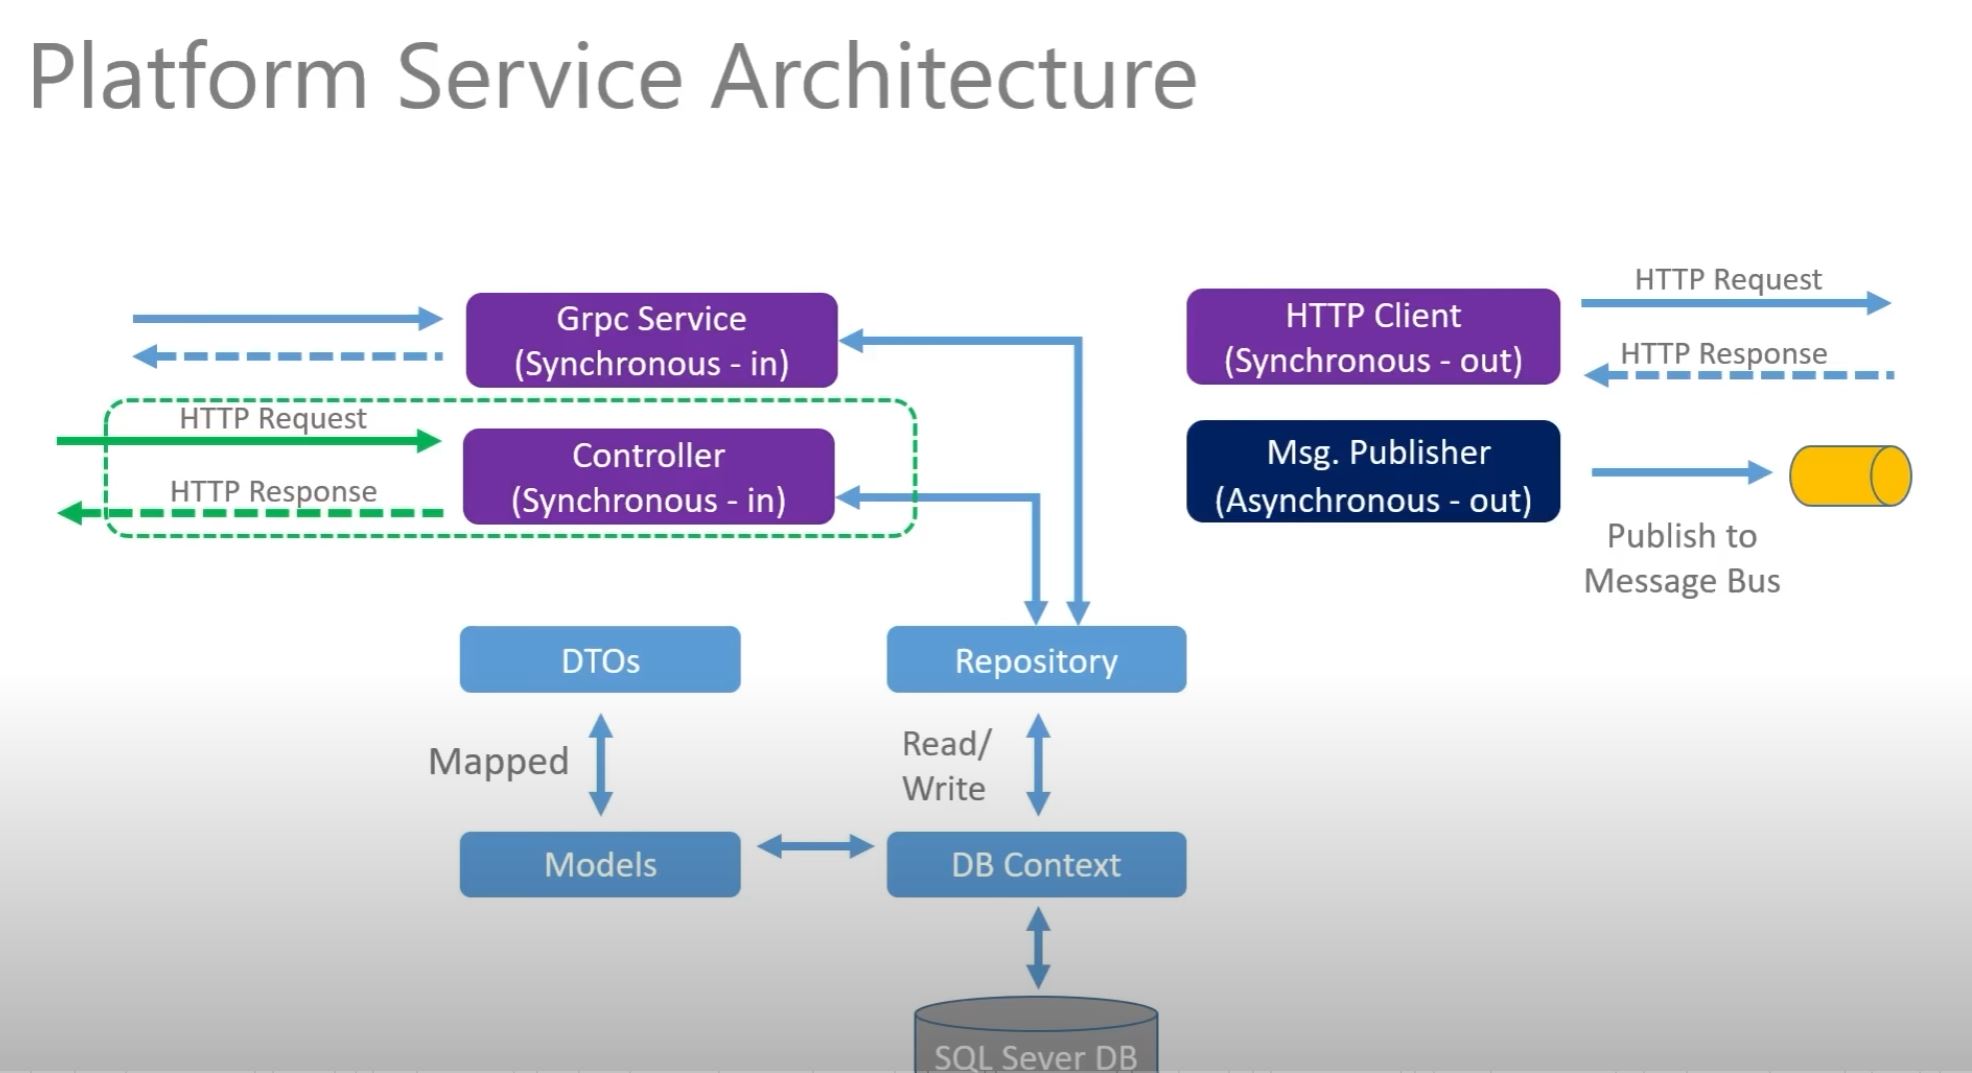 Platform Service Architecture
Grpc Service
(Synchronous - in)
HTTP Request
HTTP Response
Controller
(Synchronous - in)
HTTP Client
(Synchronous - out)
HTTP Request
HTTP Response
Msg. Publisher
(Asynchronous - out)
Publish to
Message Bus
DTOs
Repository
Mapped
Read/
Write
Models
DB Context
SQL Sever DB